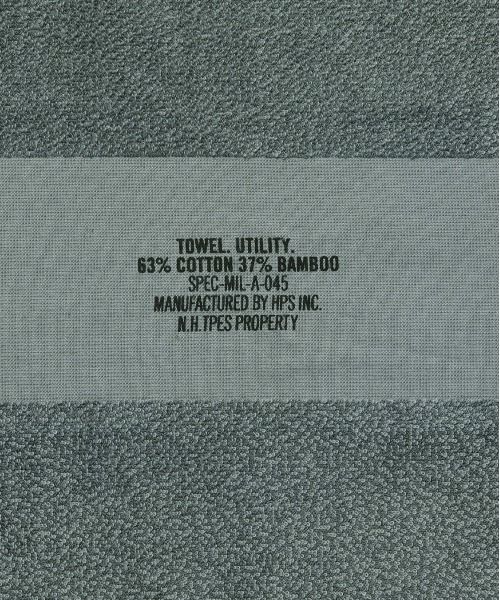 TOWEL. UTILITY.
63% COTTON 37% BAMBOO
SPEC-MIL-A-045
MANUFACTURED BY HPS INC.
N.H.TPES PROPERTY